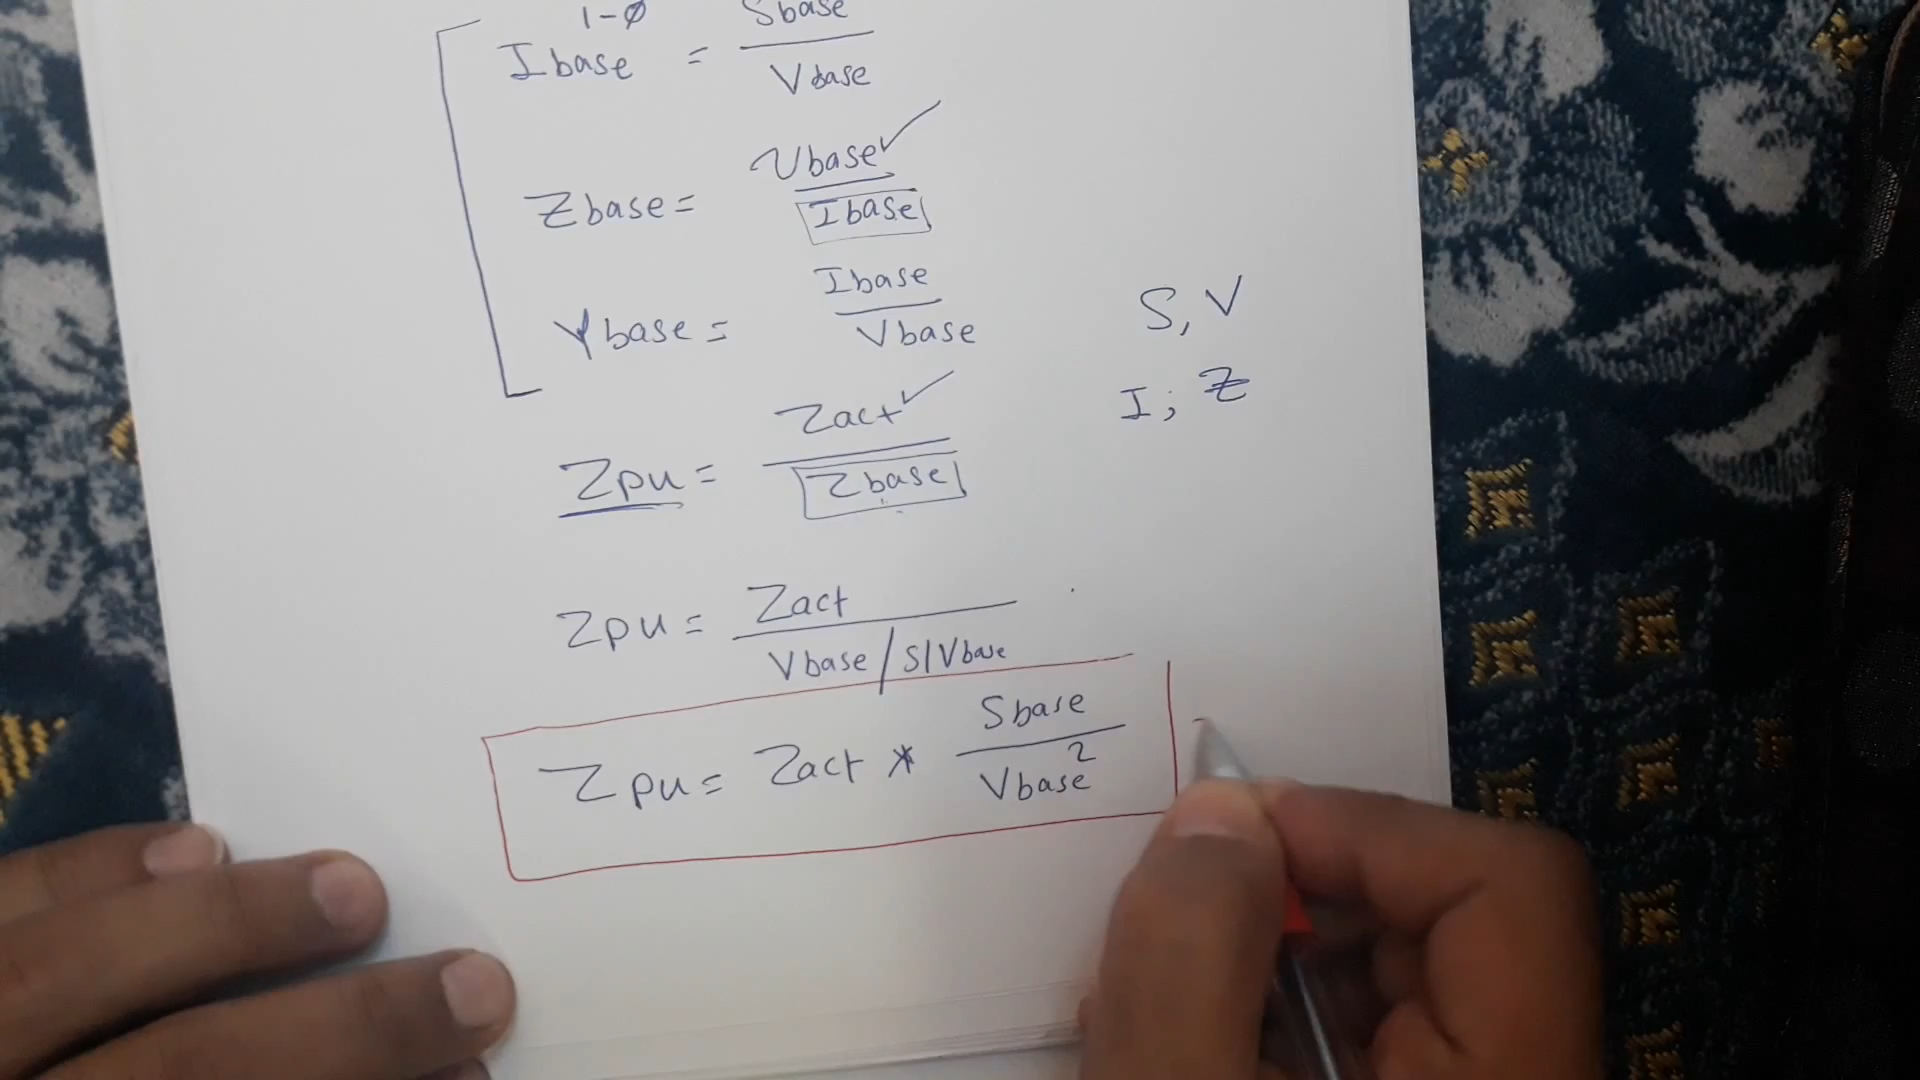 1-Ø
Ibase = Sbase / Vbase
Zbase = Vbase ✓ / Ibase
Ybase = Ibase / Vbase
S, V
I; Z
Zpu = Zact ✓ / Zbase
Zpu = Zact / Vbase / S/Vbase
Zpu = Zact * Sbase / Vbase²